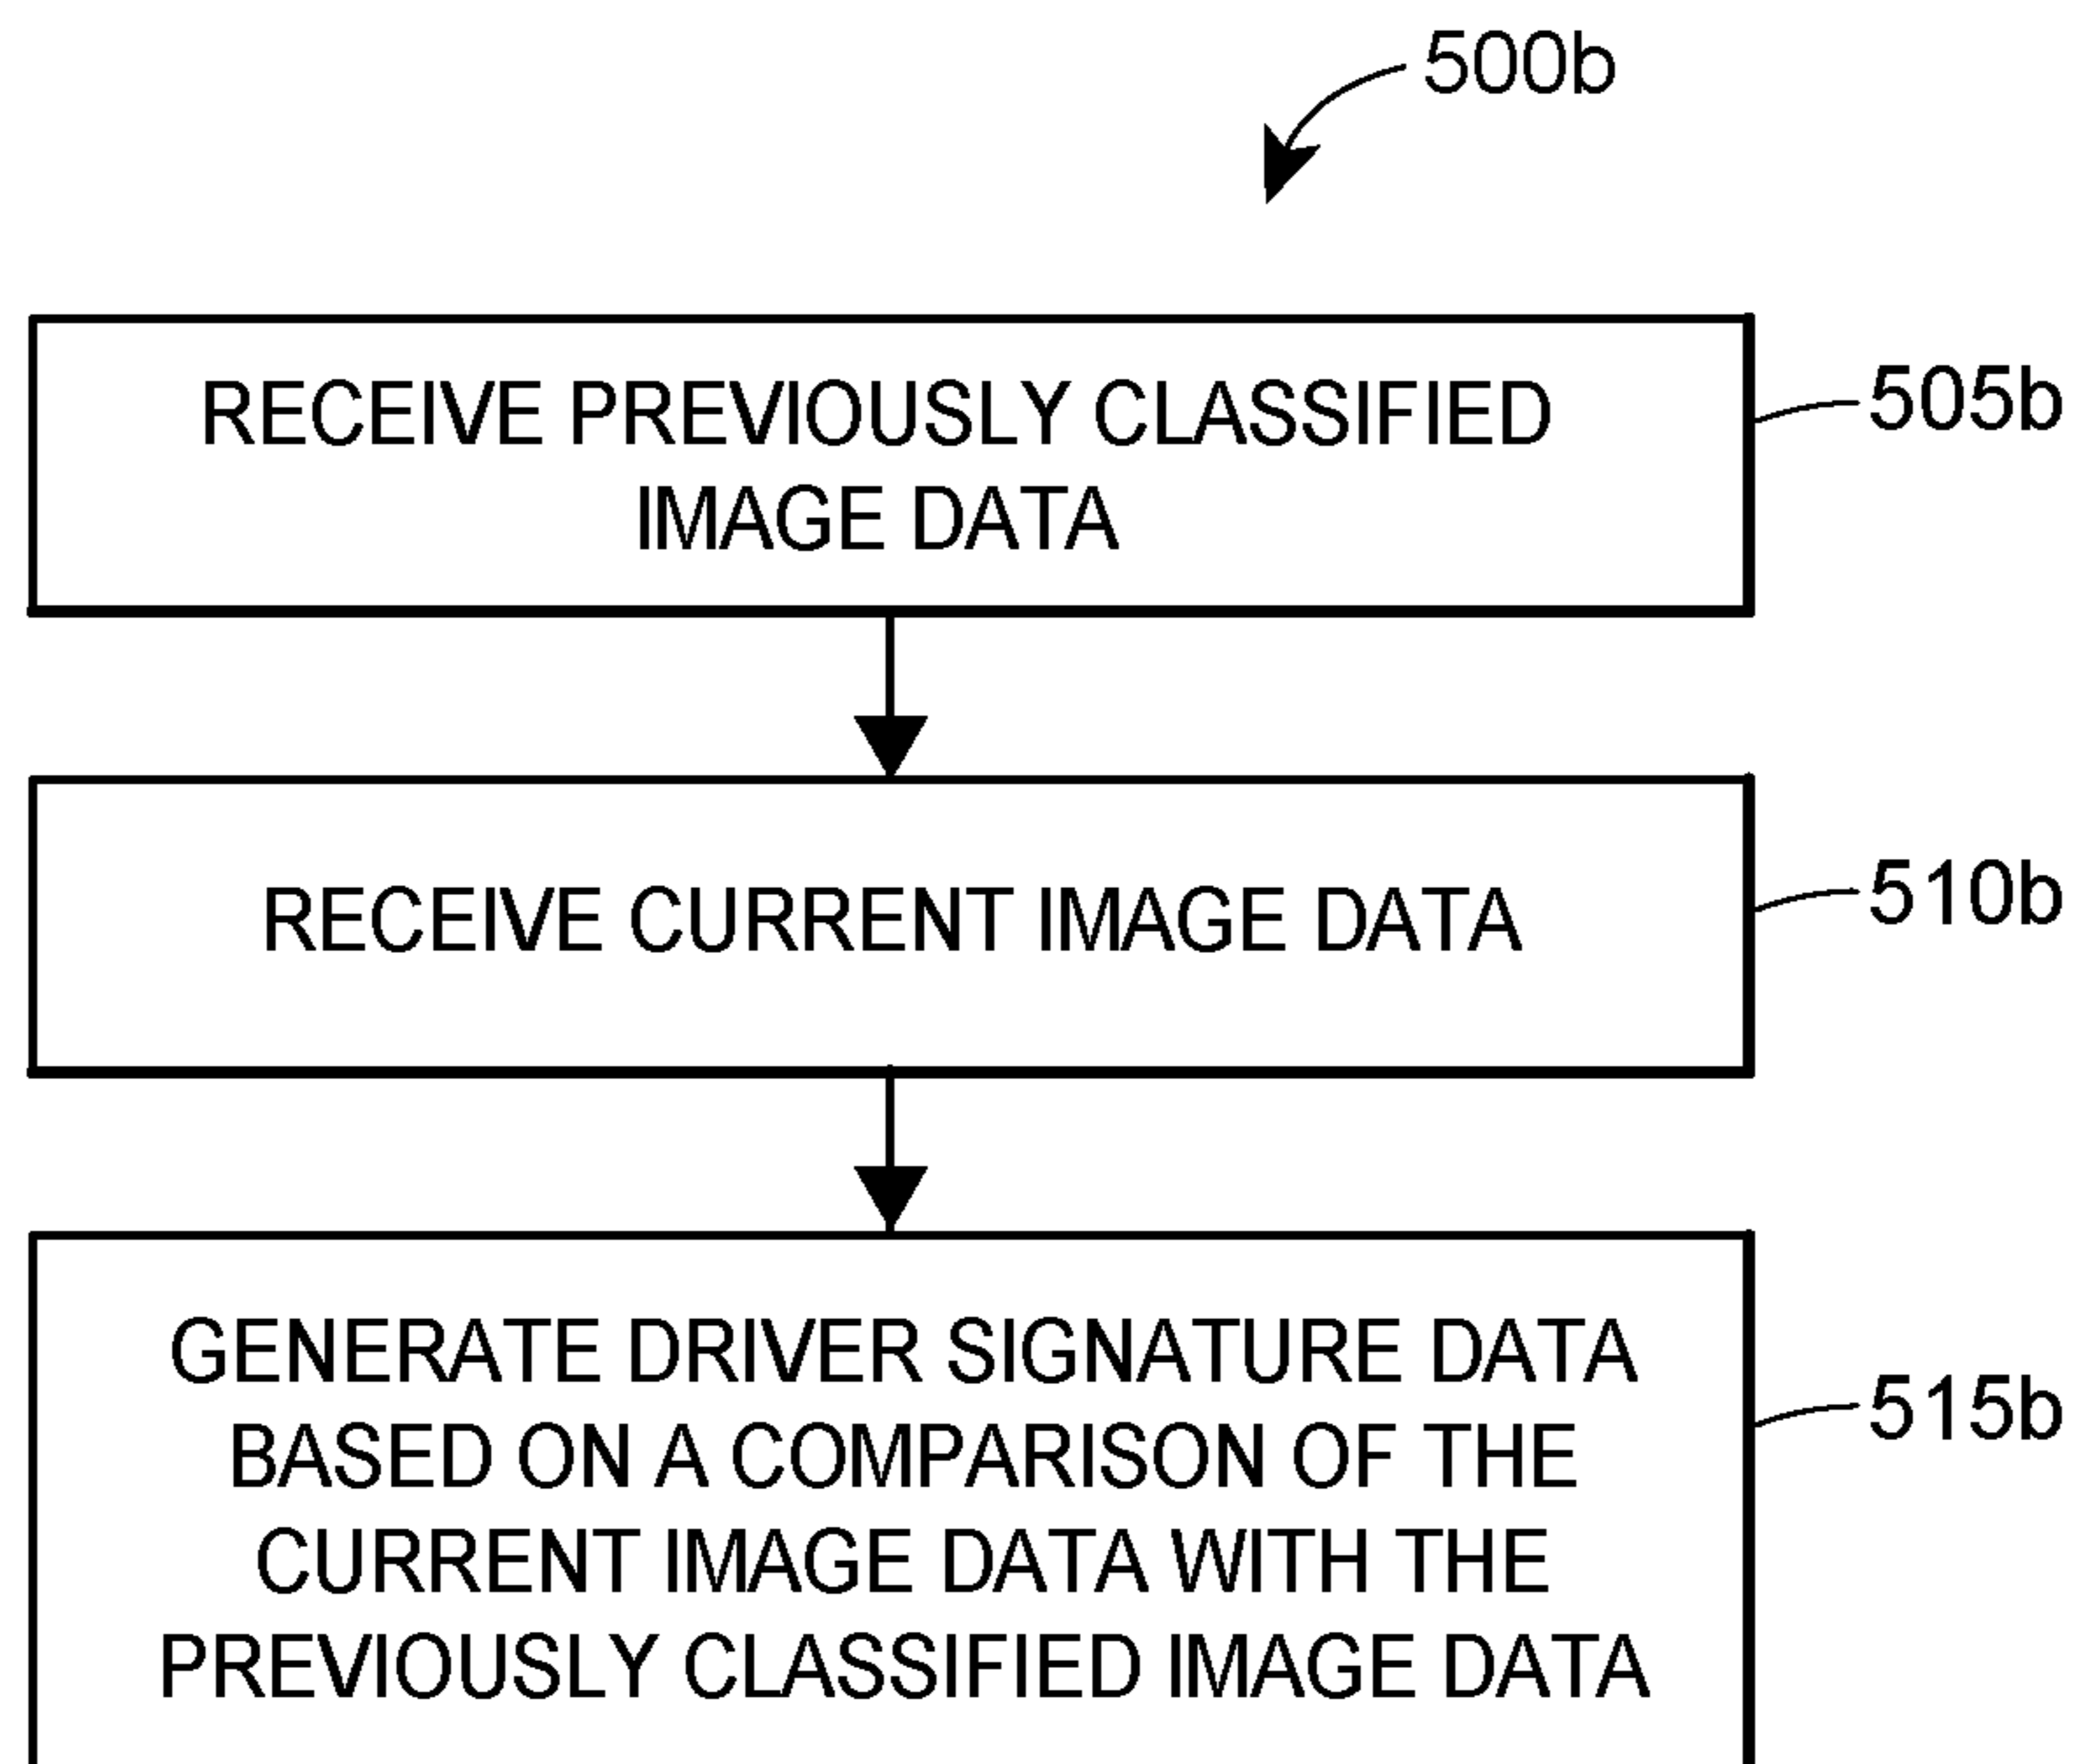 500b
RECEIVE PREVIOUSLY CLASSIFIED
IMAGE DATA
505b
RECEIVE CURRENT IMAGE DATA
510b
GENERATE DRIVER SIGNATURE DATA
BASED ON A COMPARISON OF THE
CURRENT IMAGE DATA WITH THE
PREVIOUSLY CLASSIFIED IMAGE DATA
515b